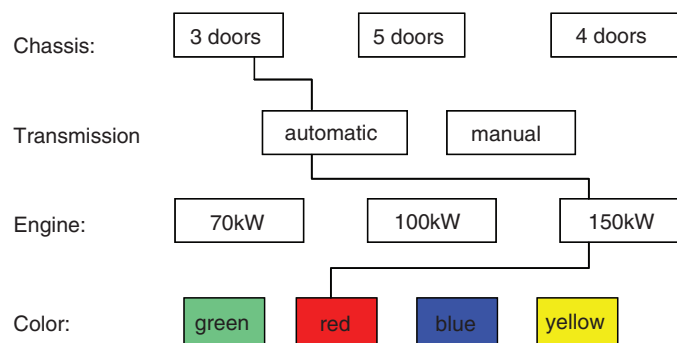 Chassis: 3 doors 5 doors 4 doors
Transmission automatic manual
Engine: 70kW 100kW 150kW
Color: green red blue yellow